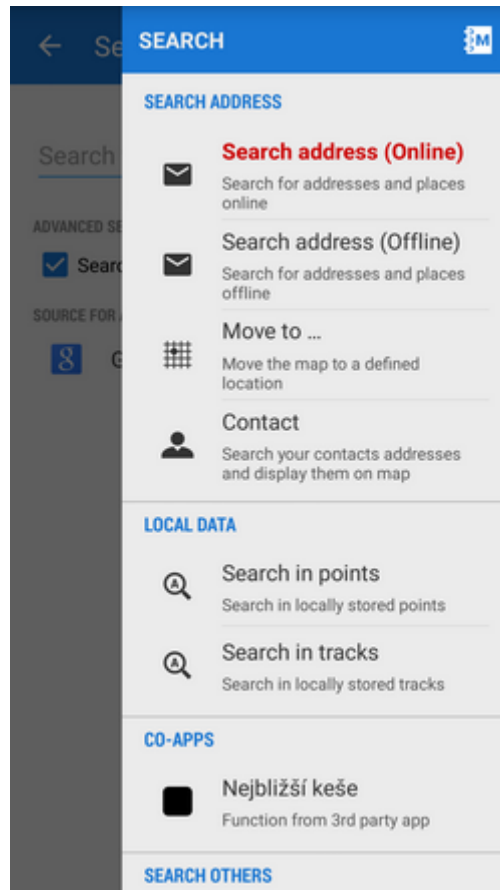 Se
SEARCH
M
SEARCH ADDRESS
Search
Search address (Online)
Search for addresses and places
online
ADVANCED SE
Search address (Offline)
Searc
Search for addresses and places
offline
SOURCE FOR A
Move to ...
8 G
Move the map to a defined
location
Contact
Search your contacts addresses
and display them on map
LOCAL DATA
A
Search in points
Search in locally stored points
A
Search in tracks
Search in locally stored tracks
CO-APPS
Nejbližší keše
Function from 3rd party app
SEARCH OTHERS